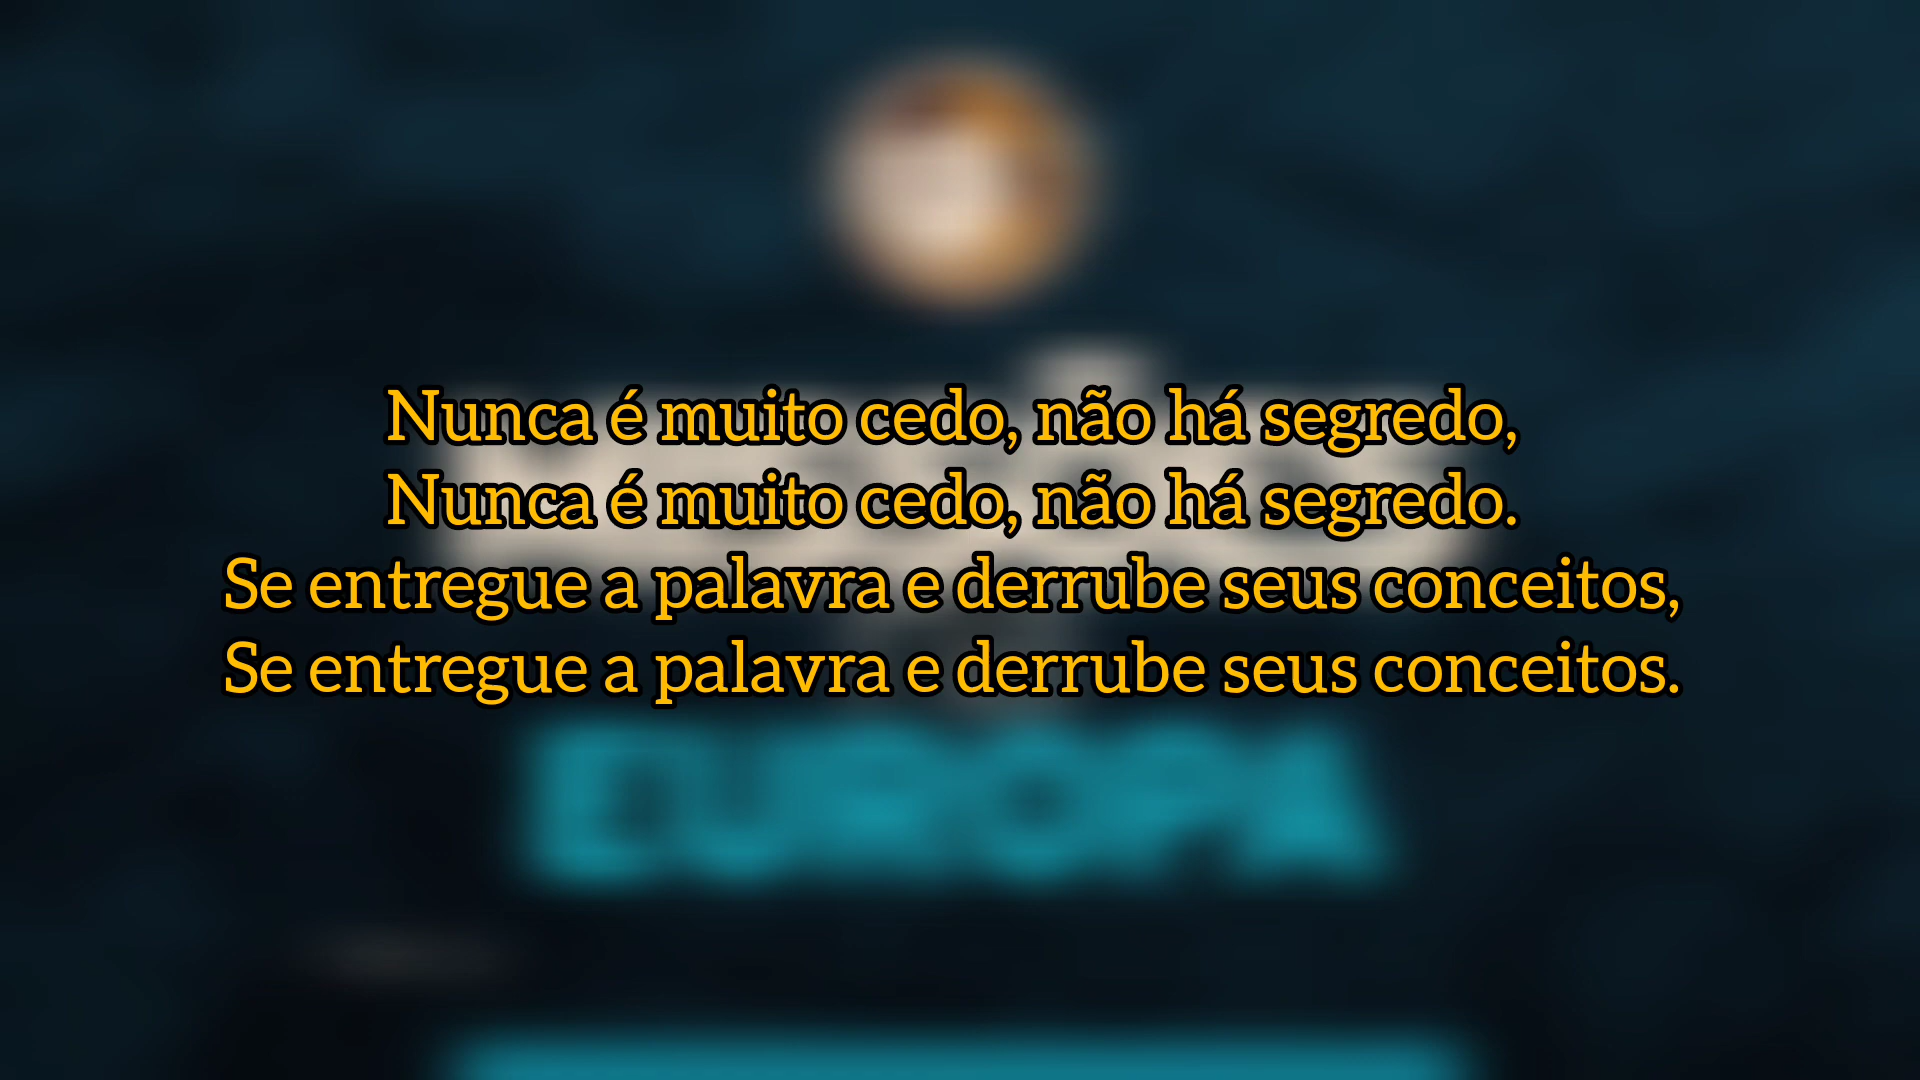 Nunca é muito cedo, não há segredo,
Nunca é muito cedo, não há segredo.
Se entregue a palavra e derrube seus conceitos,
Se entregue a palavra e derrube seus conceitos.
EUROPA